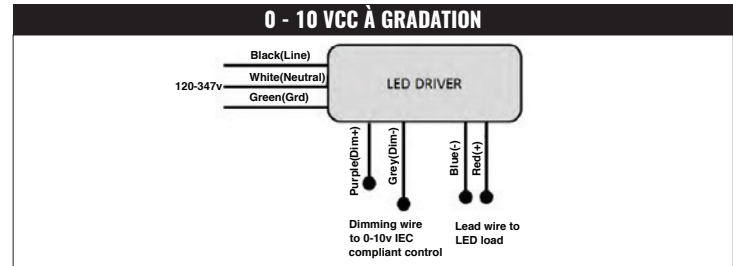 0 - 10 VCC À GRADATION
Black(Line)
White(Neutral)
120-347v
Green(Grd)
LED DRIVER
Purple(Dim+)
Grey(Dim-)
Blue(-)
Red(+)
Dimming wire
to 0-10v IEC
compliant control
Lead wire to
LED load